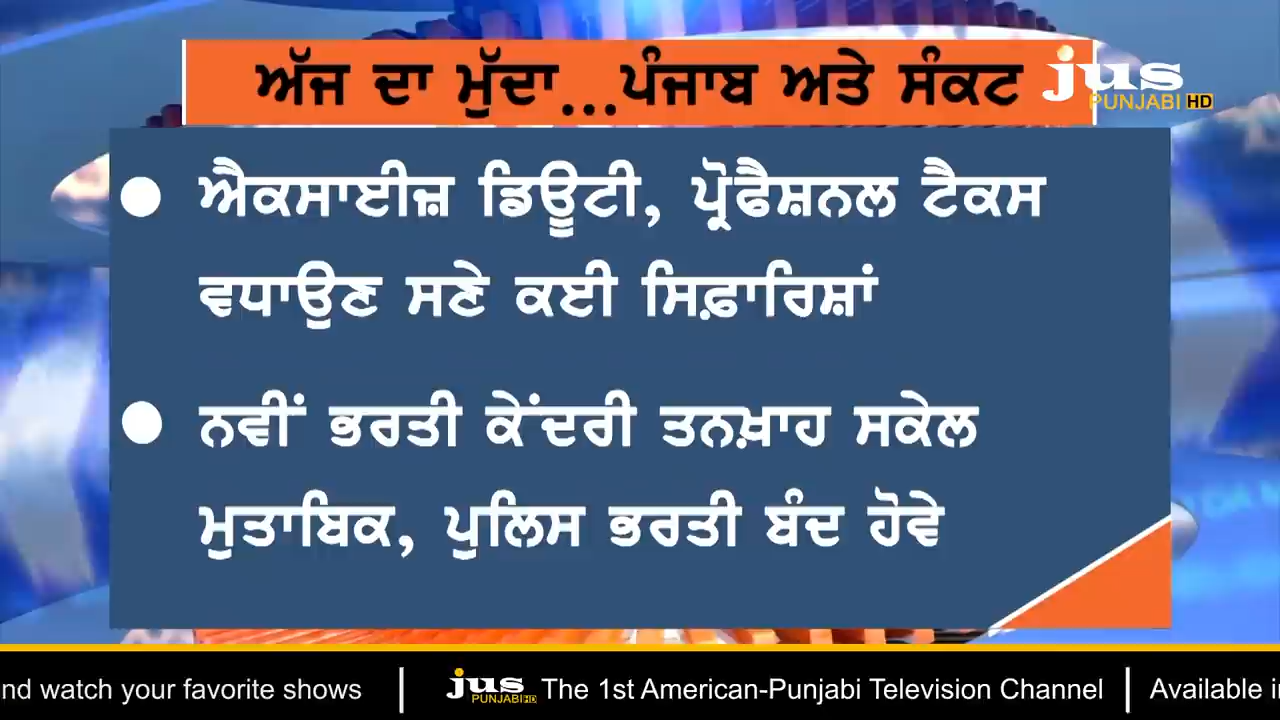 ਅੱਜ ਦਾ ਮੁੱਦਾ...ਪੰਜਾਬ ਅਤੇ ਸੰਕਟ
jus
PUNJABI HD
ਐਕਸਾਈਜ਼ ਡਿਊਟੀ, ਪ੍ਰੋਫੈਸ਼ਨਲ ਟੈਕਸ
ਵਧਾਉਣ ਸਣੇ ਕਈ ਸਿਫ਼ਾਰਿਸ਼ਾਂ
ਨਵੀਂ ਭਰਤੀ ਕੇਂਦਰੀ ਤਨਖ਼ਾਹ ਸਕੇਲ
ਮੁਤਾਬਿਕ, ਪੁਲਿਸ ਭਰਤੀ ਬੰਦ ਹੋਵੇ
nd watch your favorite shows | jus PUNJABI HD The 1st American-Punjabi Television Channel | Available i